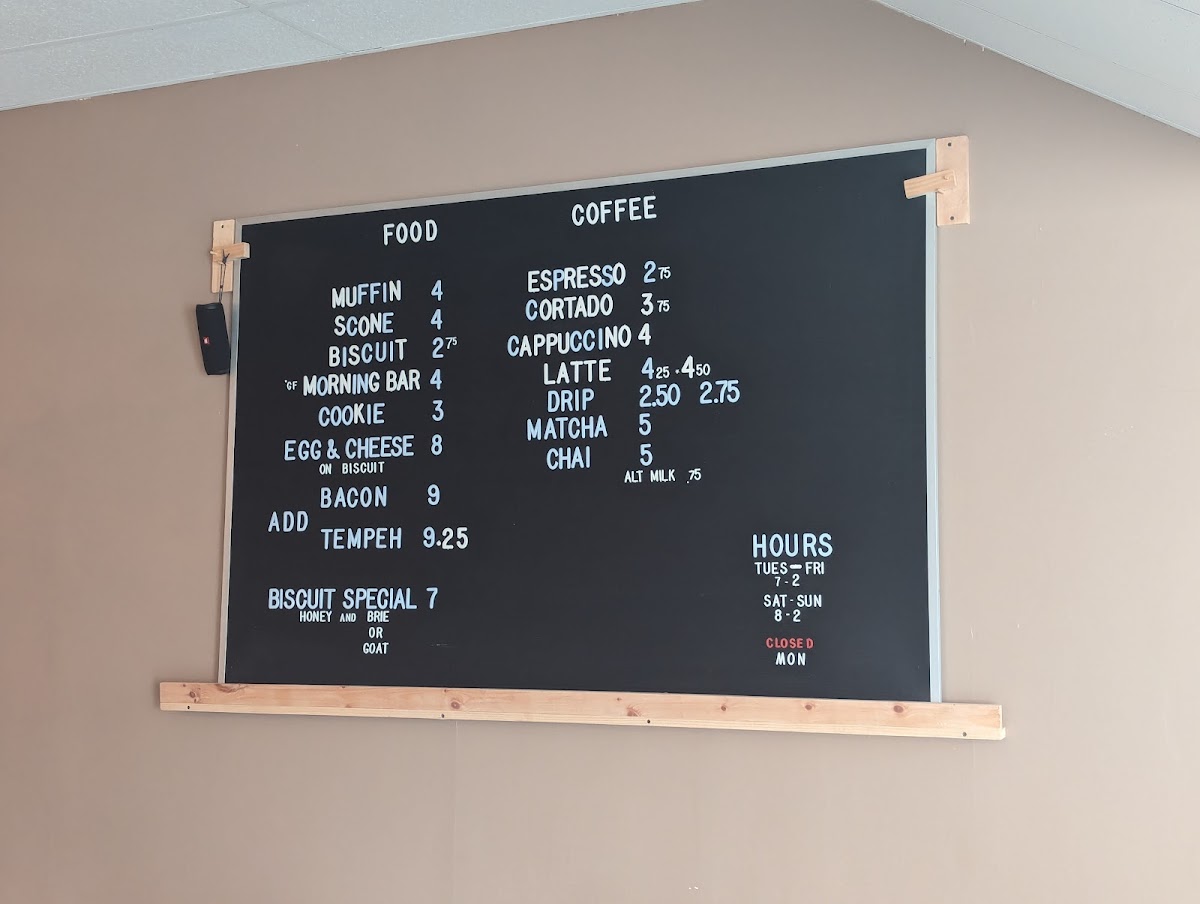 FOOD
MUFFIN 4
SCONE 4
BISCUIT 2 75
*GF MORNING BAR 4
COOKIE 3
EGG & CHEESE 8
ON BISCUIT
BACON 9
ADD
TEMPEH 9.25
BISCUIT SPECIAL 7
HONEY AND BRIE
OR
GOAT
COFFEE
ESPRESSO 2 75
CORTADO 3 75
CAPPUCCINO 4
LATTE 4 25 · 4 50
DRIP 2.50 2.75
MATCHA 5
CHAI 5
ALT MILK .75
HOURS
TUES-FRI
7-2
SAT-SUN
8-2
CLOSED
MON